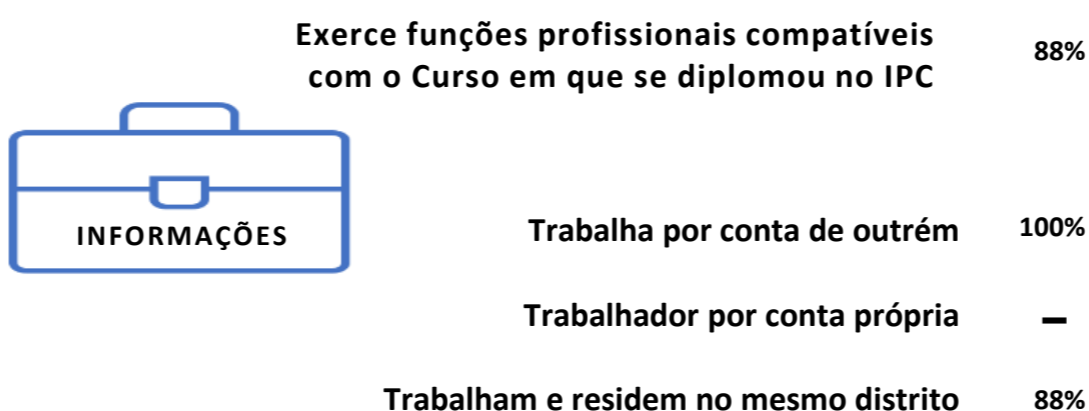 Exerce funções profissionais compatíveis
com o Curso em que se diplomou no IPC
88%
INFORMAÇÕES
Trabalha por conta de outrém
100%
Trabalhador por conta própria
–
Trabalham e residem no mesmo distrito
88%